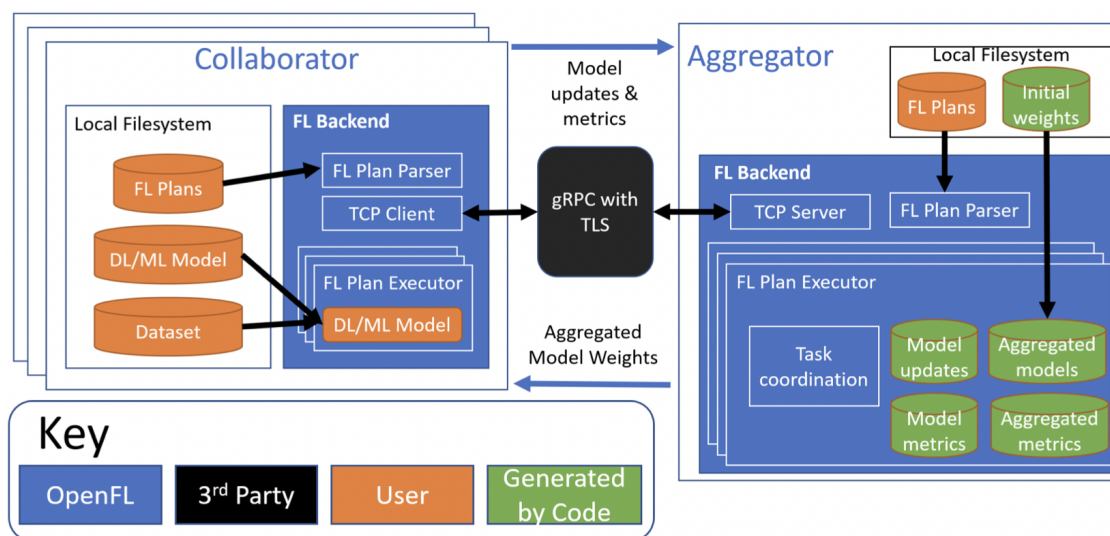 Collaborator
Local Filesystem
FL Plans
DL/ML Model
Dataset
FL Backend
FL Plan Parser
TCP Client
FL Plan Executor
DL/ML Model
Model
updates &
metrics
gRPC with
TLS
Aggregated
Model Weights
Aggregator
Local Filesystem
FL Plans
Initial
weights
FL Backend
TCP Server
FL Plan Parser
FL Plan Executor
Task
coordination
Model
updates
Aggregated
models
Model
metrics
Aggregated
metrics
Key
OpenFL
3rd Party
User
Generated
by Code